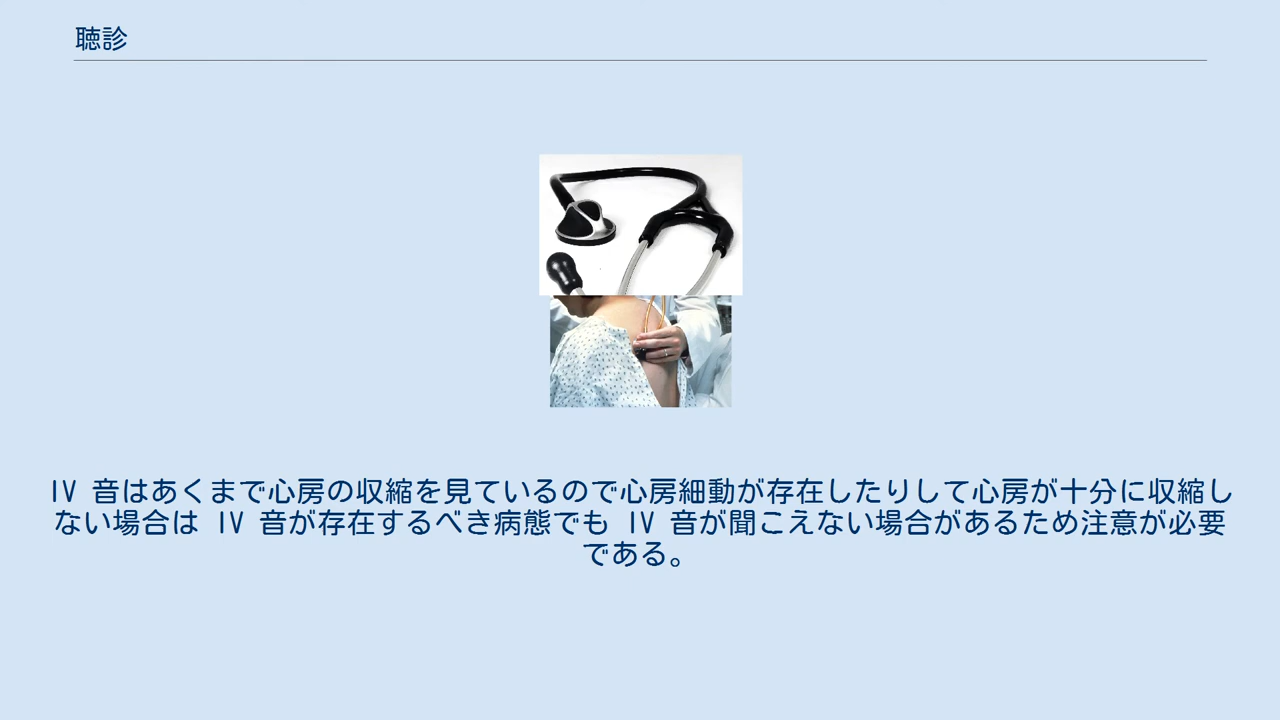 聴診
IV 音はあくまで心房の収縮を見ているので心房細動が存在したりして心房が十分に収縮し
ない場合は IV 音が存在するべき病態でも IV 音が聞こえない場合があるため注意が必要
である。